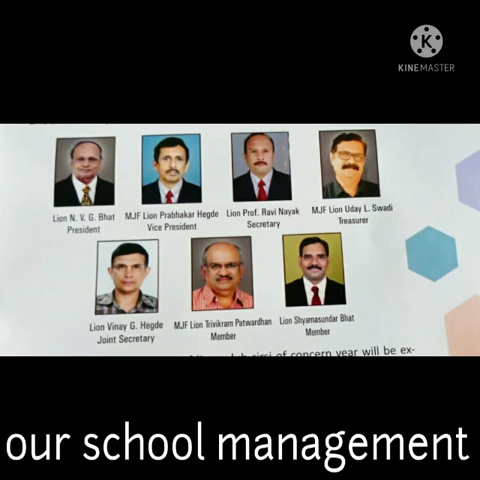 KINEMASTER
Lion N. V. G. Bhat
President
MJF Lion Prabhakar Hegde
Vice President
Lion Prof. Ravi Nayak
Secretary
MJF Lion Uday L. Swadi
Treasurer
Lion Vinay G. Hegde
Joint Secretary
MJF Lion Trivikram Patwardhan
Member
Lion Shyamasundar Bhat
Member
sirsi of concern year will be ex-
our school management